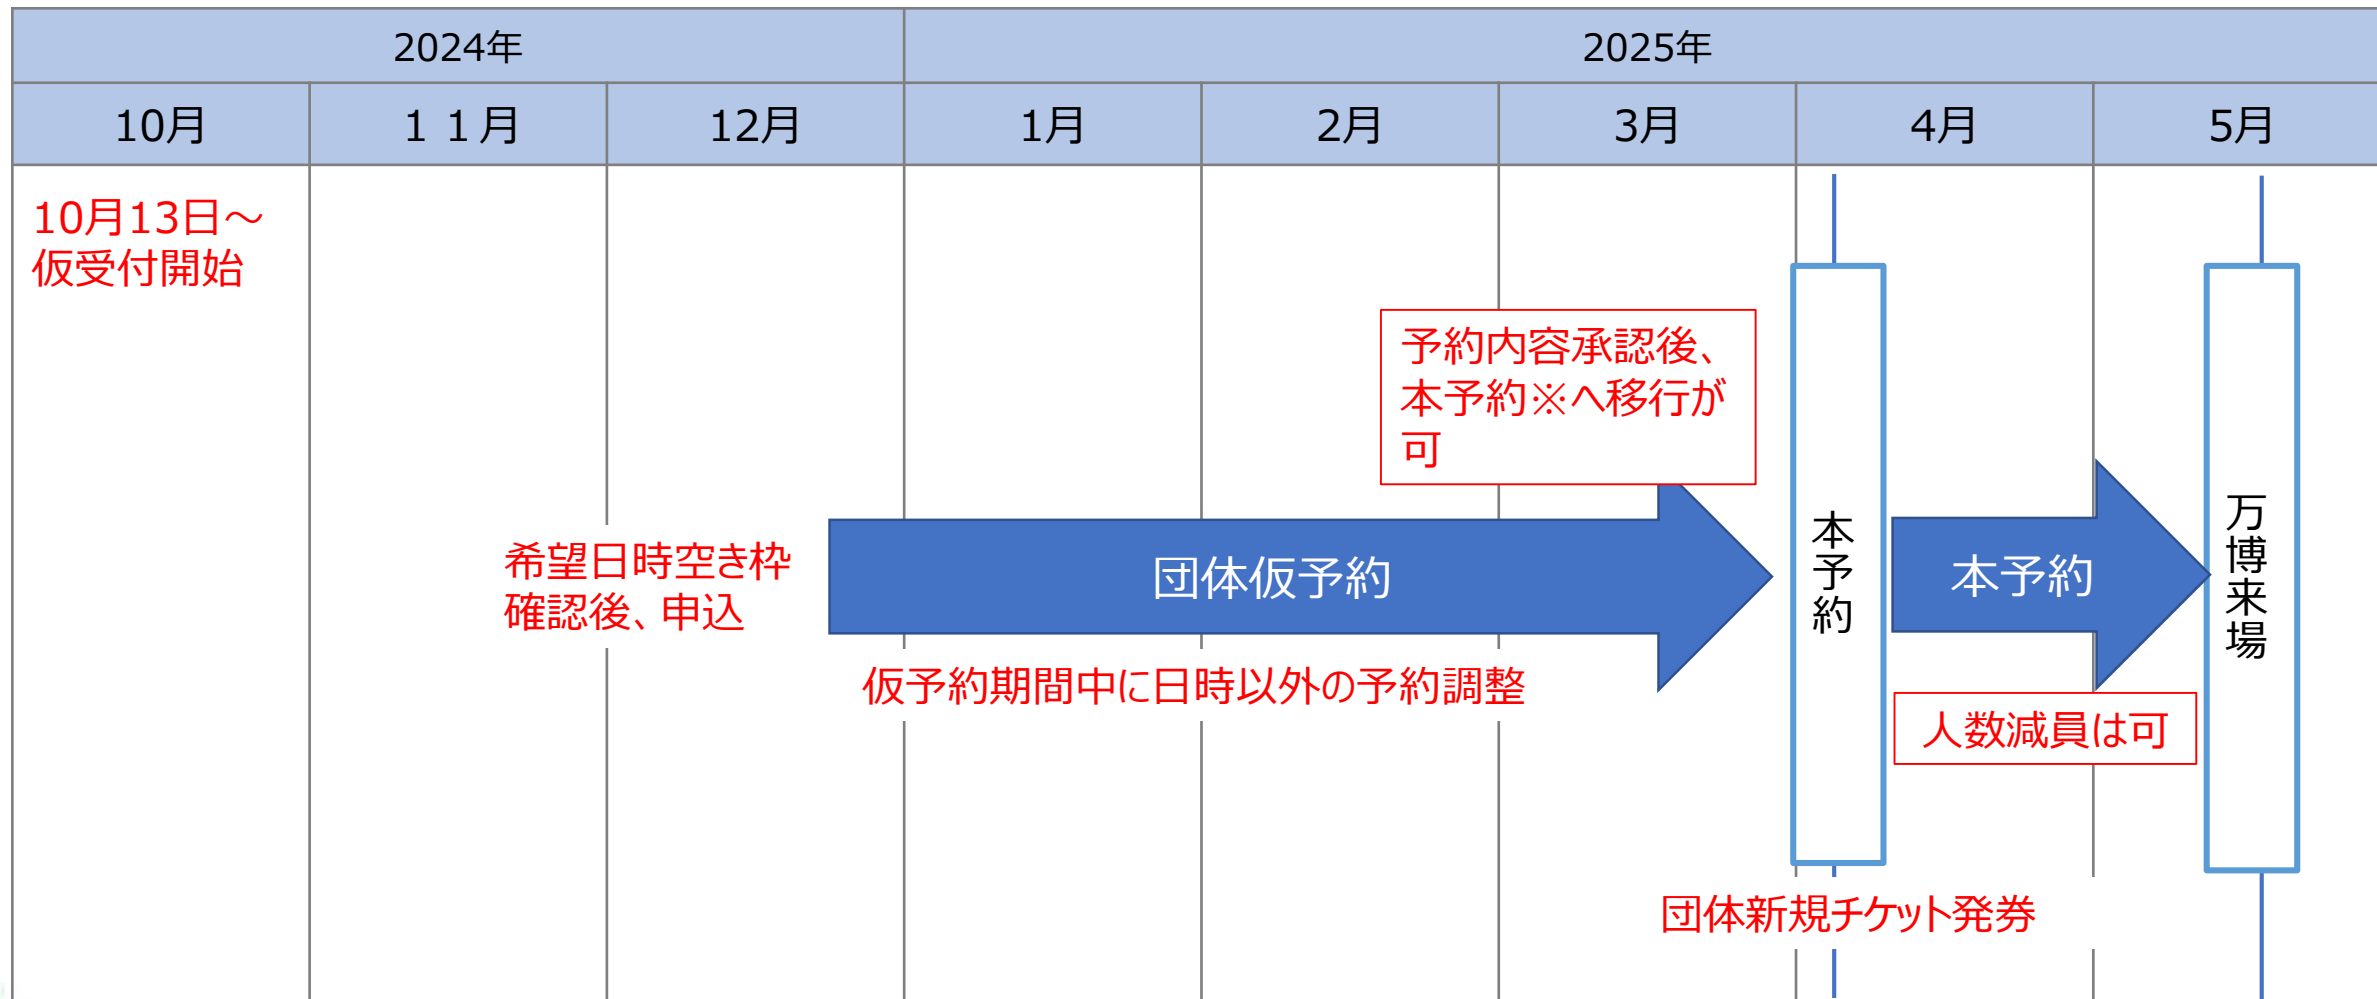 2024年
2025年
10月
１１月
12月
1月
2月
3月
4月
5月
10月13日～
仮受付開始
予約内容承認後、
本予約※へ移行が
可
希望日時空き枠
確認後、申込
団体仮予約
本予約
本予約
万博来場
仮予約期間中に日時以外の予約調整
人数減員は可
団体新規チケット発券